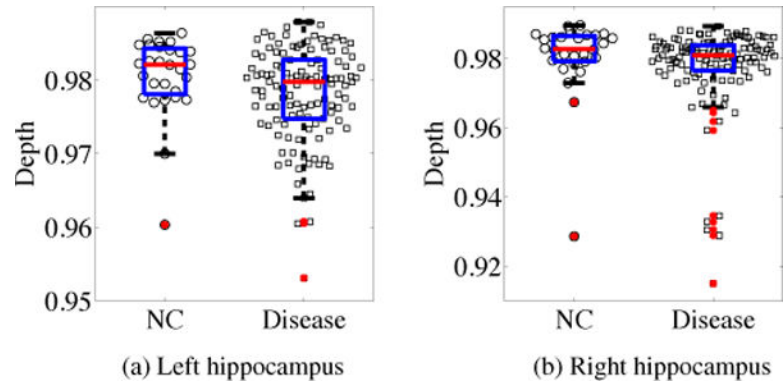 Depth
0.98
0.97
0.96
0.95
NC Disease
(a) Left hippocampus
Depth
0.98
0.96
0.94
0.92
NC Disease
(b) Right hippocampus